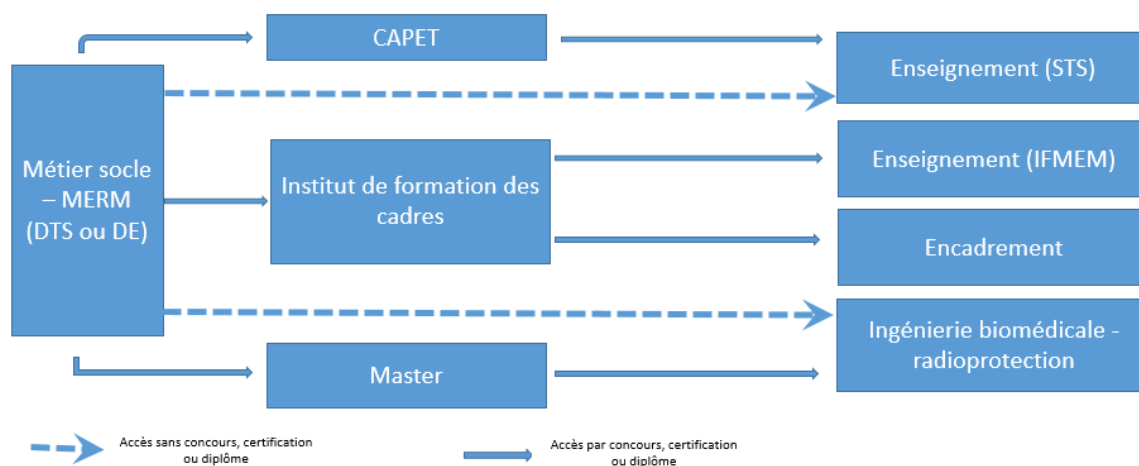 CAPET
Enseignement (STS)
Métier socle
– MERM
(DTS ou DE)
Institut de formation des
cadres
Enseignement (IFMEM)
Encadrement
Master
Ingénierie biomédicale -
radioprotection
Accès sans concours, certification
ou diplôme
Accès par concours, certification
ou diplôme